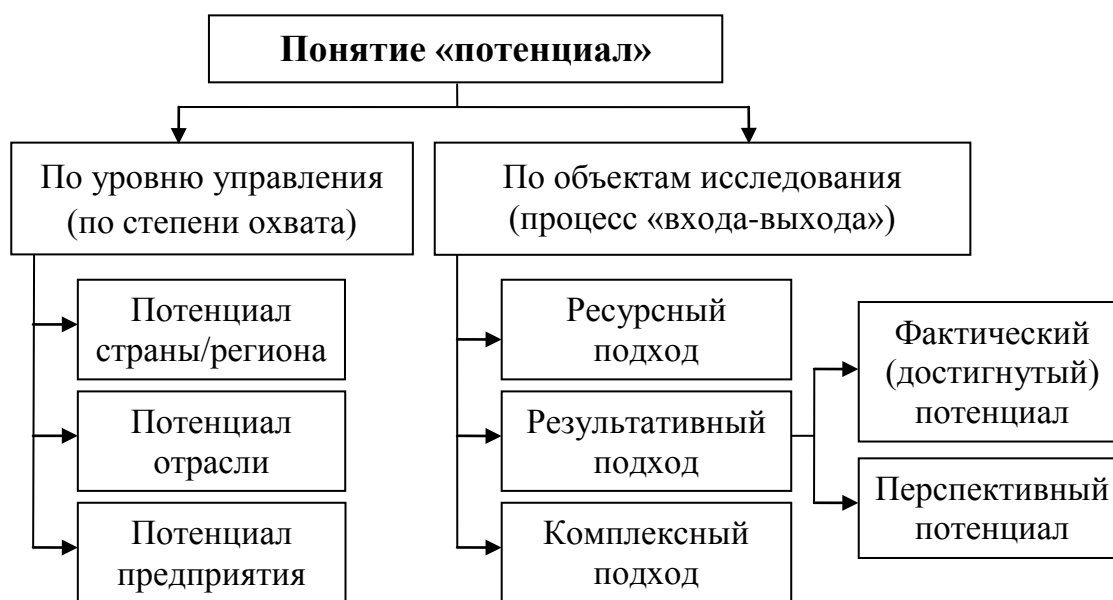 Понятие «потенциал»
По уровню управления
(по степени охвата)
По объектам исследования
(процесс «входа-выхода»)
Потенциал
страны/региона
Потенциал
отрасли
Потенциал
предприятия
Ресурсный
подход
Результативный
подход
Комплексный
подход
Фактический
(достигнутый)
потенциал
Перспективный
потенциал